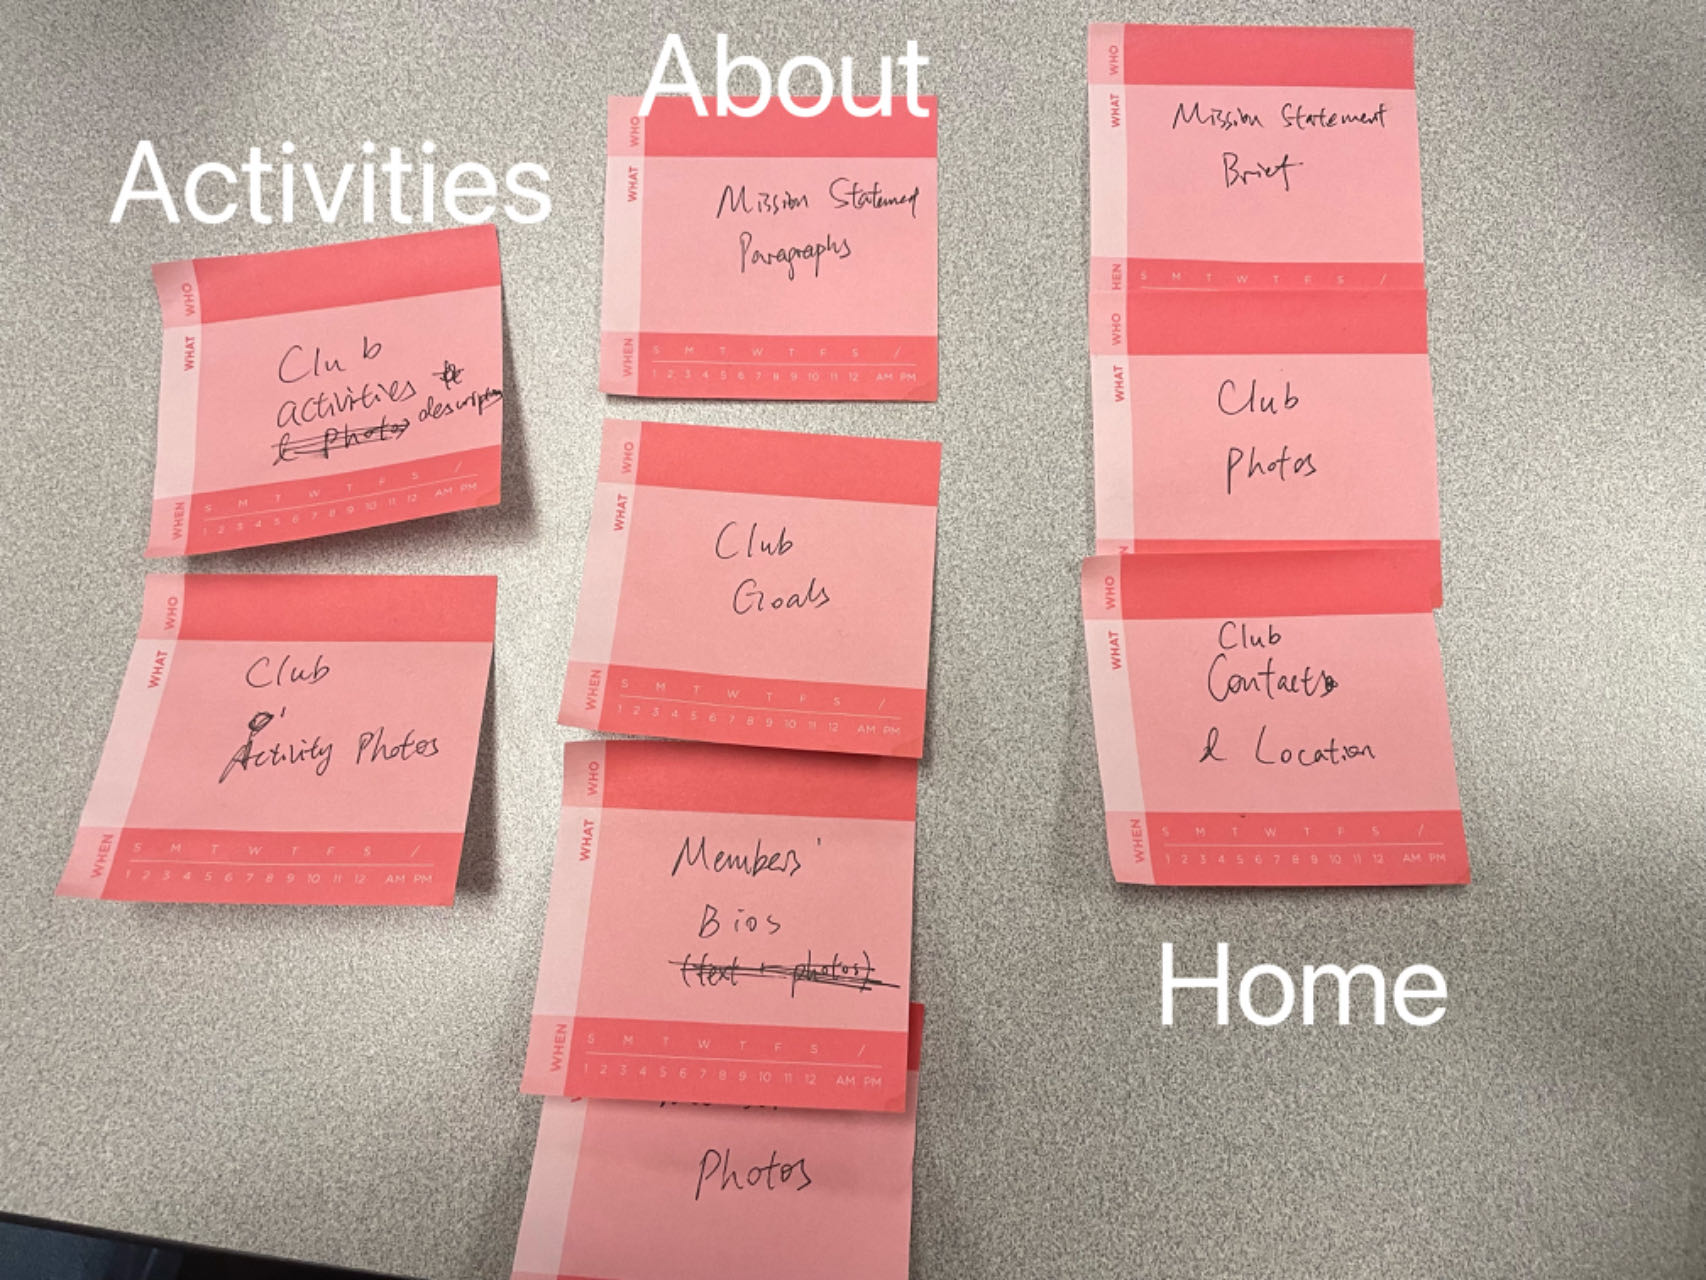 Activities
WHO
WHAT
Club
activities
description
& photos
WHEN
S M T W T F S /
1 2 3 4 5 6 7 8 9 10 11 12 AM PM
WHO
WHAT
Club
Activity Photos
WHEN
S M T W T F S /
1 2 3 4 5 6 7 8 9 10 11 12 AM PM
About
WHO
WHAT
Mission Statement
Paragraphs
WHEN
S M T W T F S /
1 2 3 4 5 6 7 8 9 10 11 12 AM PM
WHO
WHAT
Club
Goals
WHEN
S M T W T F S /
1 2 3 4 5 6 7 8 9 10 11 12 AM PM
WHO
WHAT
Members'
Bios
(text + photos)
WHEN
S M T W T F S /
1 2 3 4 5 6 7 8 9 10 11 12 AM PM
Photos
WHO
WHAT
Mission Statement
Brief
HEN
S M T W T F S /
WHO
WHAT
Club
Photos
N
WHO
WHAT
Club
Contacts
& Location
WHEN
S M T W T F S /
1 2 3 4 5 6 7 8 9 10 11 12 AM PM
Home